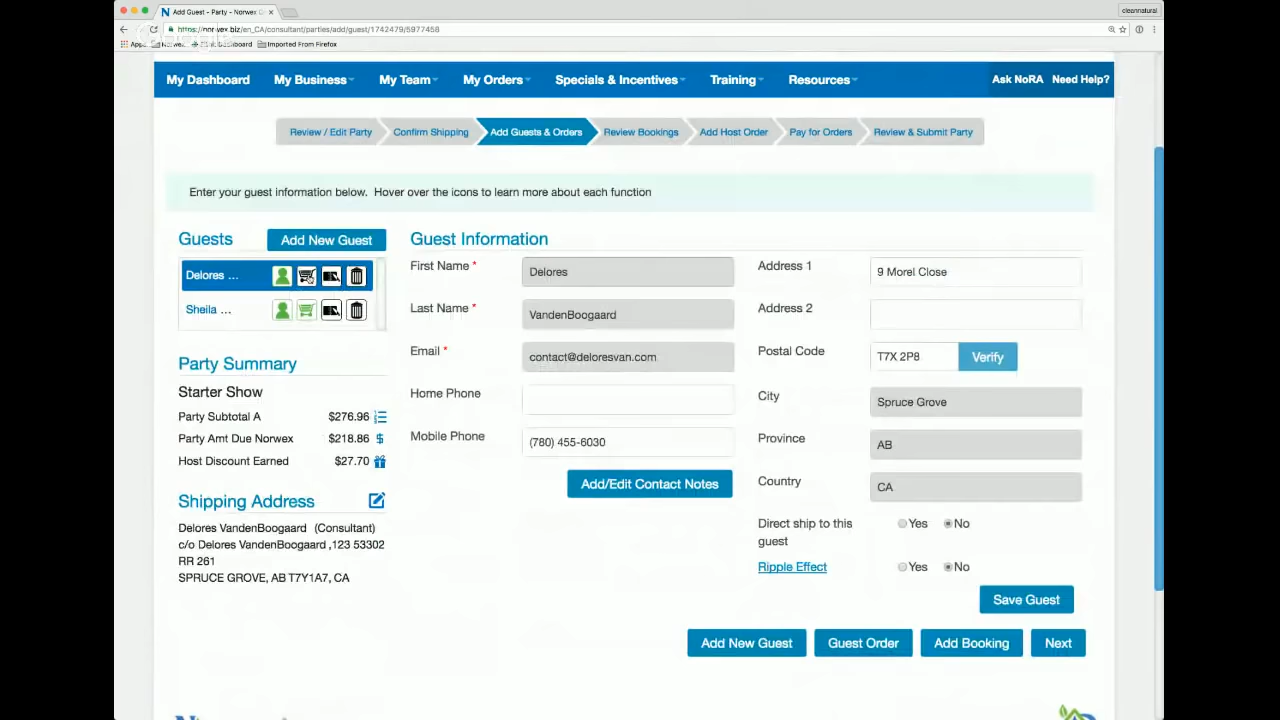 Add Guest - Party - Norwex C
cleannatural
https://norwex.biz/en_CA/consultant/parties/add/guest/1742479/5977458
Apps Norwex Dashboard Imported From Firefox
My Dashboard My Business My Team My Orders Specials & Incentives Training Resources Ask NoRA Need Help?
Review / Edit Party Confirm Shipping Add Guests & Orders Review Bookings Add Host Order Pay for Orders Review & Submit Party
Enter your guest information below. Hover over the icons to learn more about each function
Guests Add New Guest
Delores ...
Sheila ...
Party Summary
Starter Show
Party Subtotal A $276.96
Party Amt Due Norwex $218.86
Host Discount Earned $27.70
Shipping Address
Delores VandenBoogaard (Consultant)
c/o Delores VandenBoogaard ,123 53302
RR 261
SPRUCE GROVE, AB T7Y1A7, CA
Guest Information
First Name * Delores
Last Name * VandenBoogaard
Email * contact@deloresvan.com
Home Phone
Mobile Phone (780) 455-6030
Add/Edit Contact Notes
Address 1 9 Morel Close
Address 2
Postal Code T7X 2P8 Verify
City Spruce Grove
Province AB
Country CA
Direct ship to this Yes No
guest
Ripple Effect Yes No
Save Guest
Add New Guest Guest Order Add Booking Next